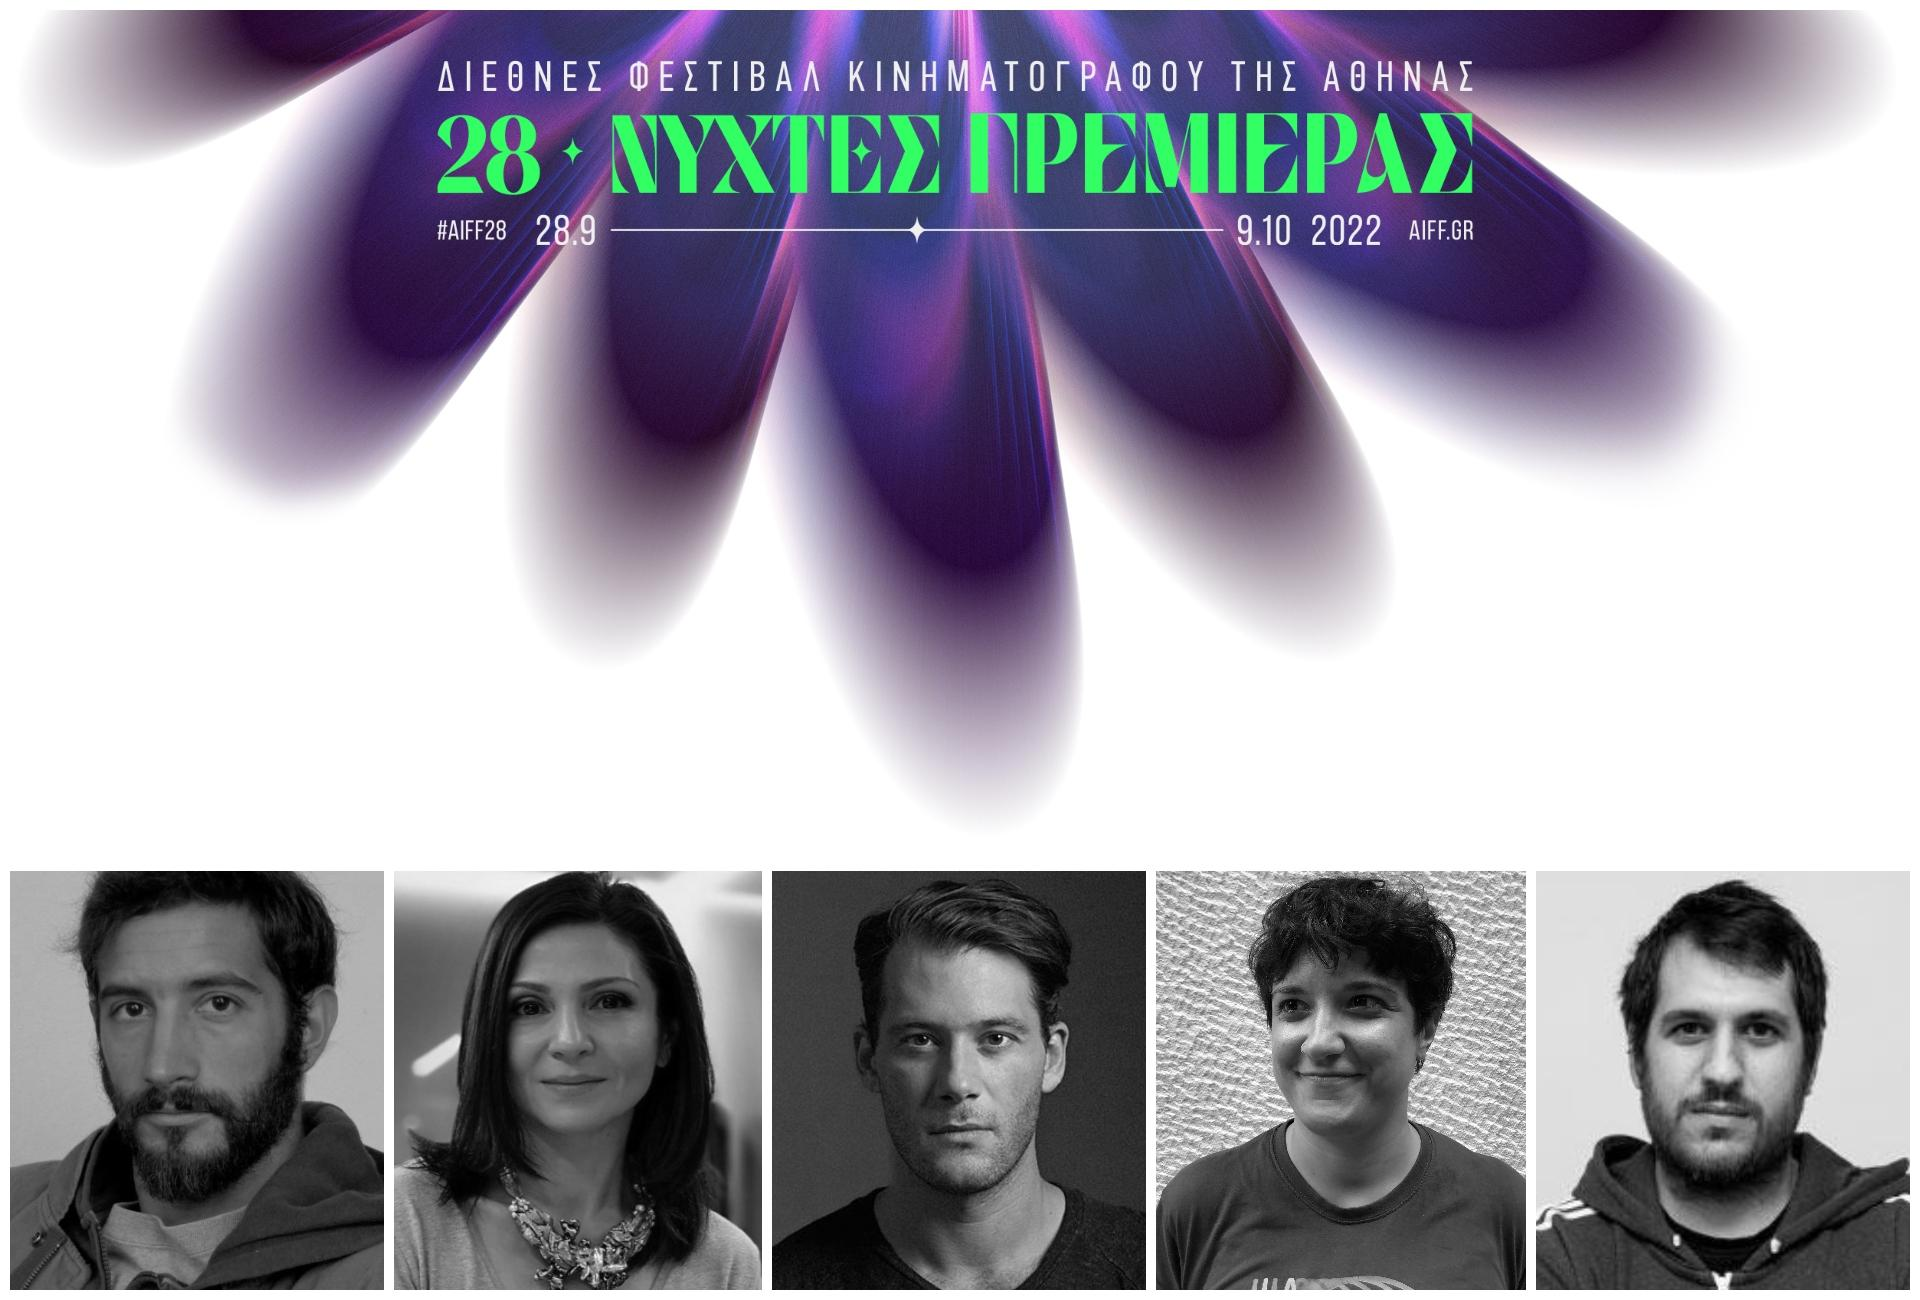 ΔΙΕΘΝΕΣ ΦΕΣΤΙΒΑΛ ΚΙΝΗΜΑΤΟΓΡΑΦΟΥ ΤΗΣ ΑΘΗΝΑΣ
28 ΝΥΧΤΕΣ ΠΡΕΜΙΕΡΑΣ
#AIFF28 28.9 9.10 2022 AIFF.GR